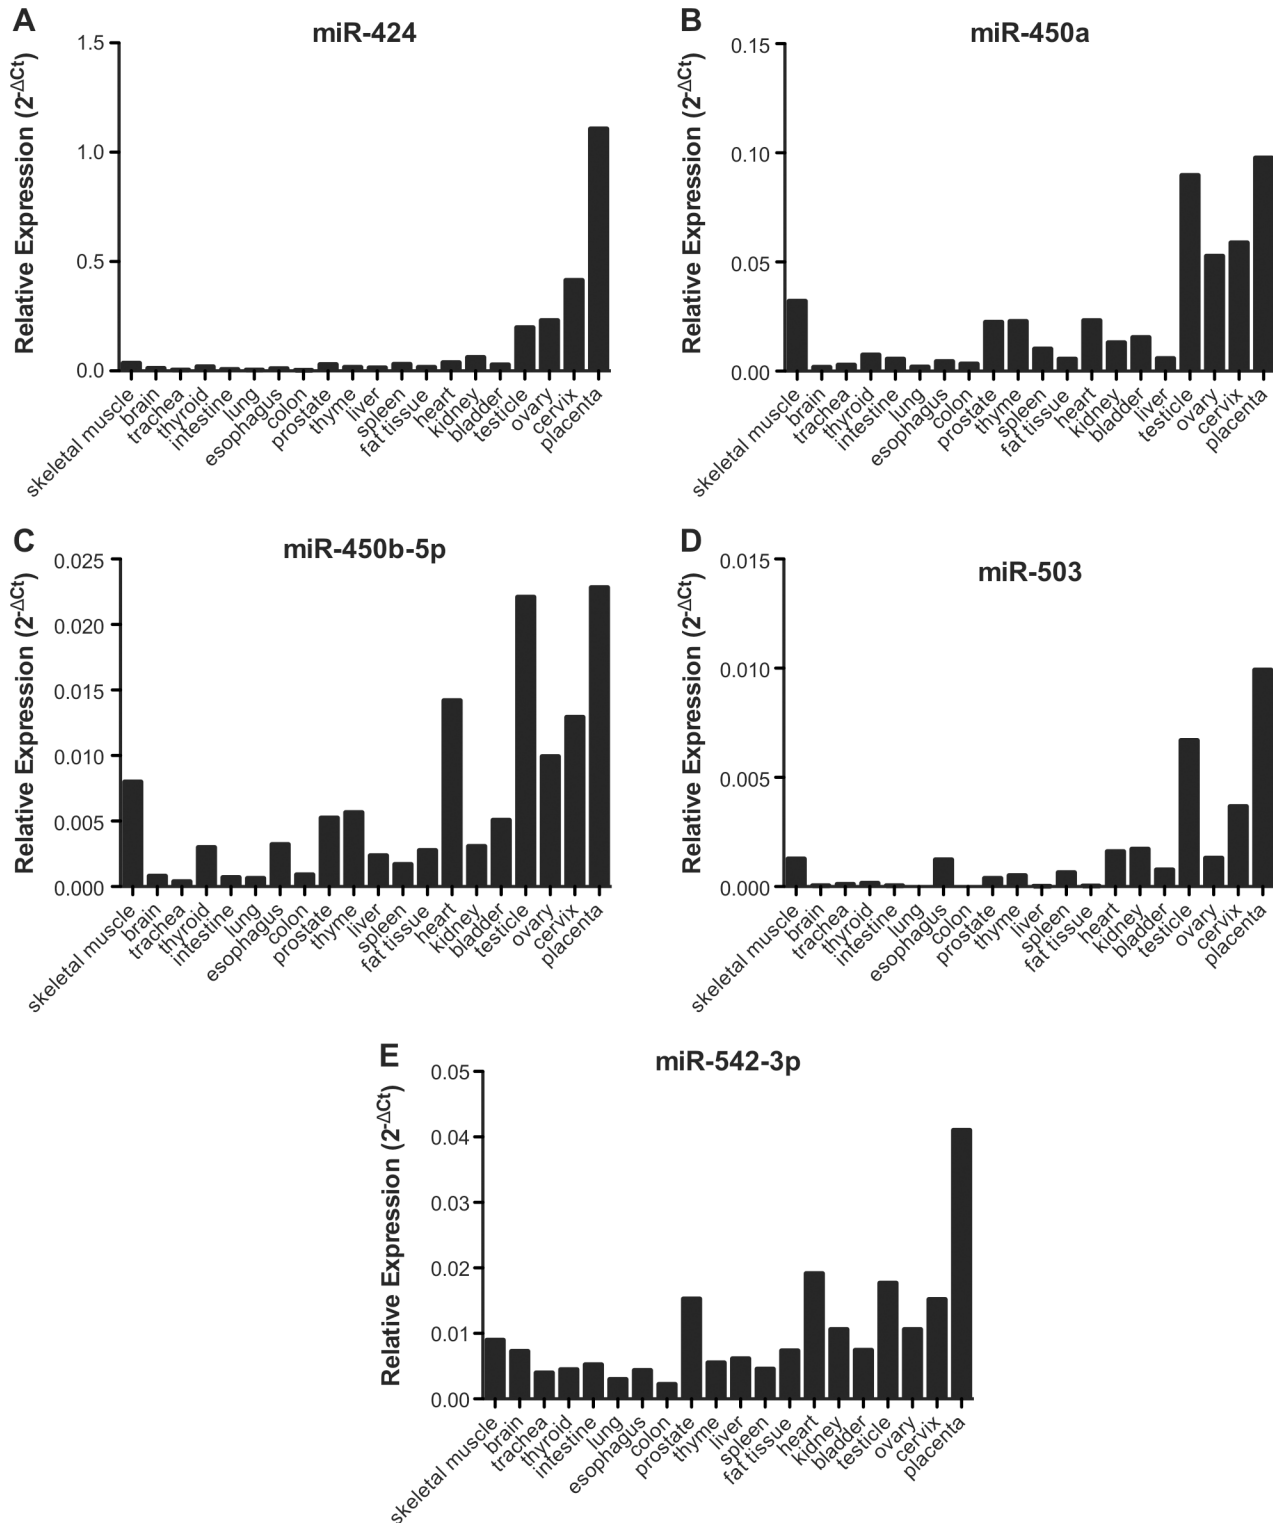 A
miR-424
Relative Expression (2-ΔCt)
1.5
1.0
0.5
0.0
skeletal muscle
brain
trachea
thyroid
intestine
lung
esophagus
colon
prostate
thyme
liver
spleen
fat tissue
heart
kidney
bladder
testicle
ovary
cervix
placenta
B
miR-450a
Relative Expression (2-ΔCt)
0.15
0.10
0.05
0.00
skeletal muscle
brain
trachea
thyroid
intestine
lung
esophagus
colon
prostate
thyme
spleen
fat tissue
heart
kidney
bladder
liver
testicle
ovary
cervix
placenta
C
miR-450b-5p
Relative Expression (2-ΔCt)
0.025
0.020
0.015
0.010
0.005
0.000
skeletal muscle
brain
trachea
thyroid
intestine
lung
esophagus
colon
prostate
thyme
liver
spleen
fat tissue
heart
kidney
bladder
testicle
ovary
cervix
placenta
D
miR-503
Relative Expression (2-ΔCt)
0.015
0.010
0.005
0.000
skeletal muscle
brain
trachea
thyroid
intestine
lung
esophagus
colon
prostate
thyme
liver
spleen
fat tissue
heart
kidney
bladder
testicle
ovary
cervix
placenta
E
miR-542-3p
Relative Expression (2-ΔCt)
0.05
0.04
0.03
0.02
0.01
0.00
skeletal muscle
brain
trachea
thyroid
intestine
lung
esophagus
colon
prostate
thyme
liver
spleen
fat tissue
heart
kidney
bladder
testicle
ovary
cervix
placenta